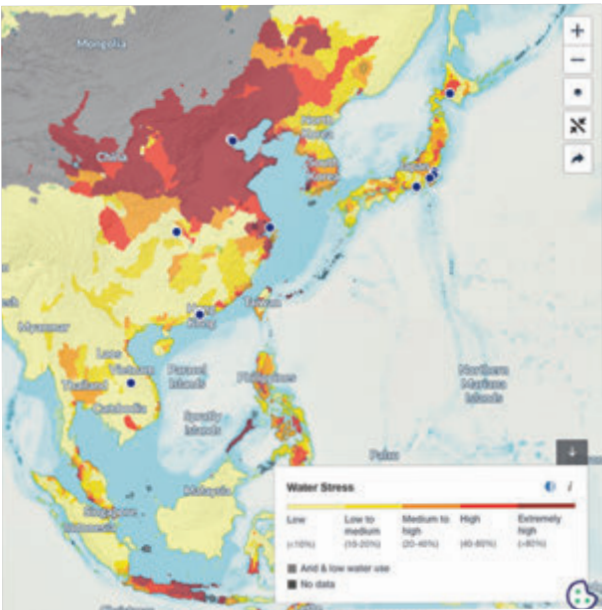 Mongolia
North
Korea
China
South
Korea
Hong
Kong
Taiwan
Myanmar
Laos
Vietnam
Paracel
Islands
Thailand
Philippines
Northern
Mariana
Islands
Cambodia
Spratly
Islands
Palau
Malaysia
Singapore
Indonesia
Water Stress
i
Low
Low to
medium
Medium to
high
High
Extremely
high
(<10%)
(10-20%)
(20-40%)
(40-80%)
(>80%)
Arid & low water use
No data